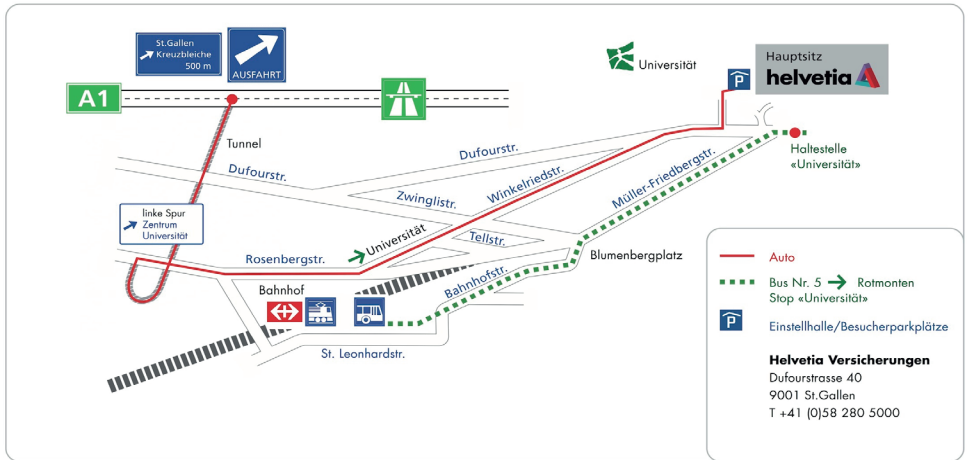 St.Gallen
Kreuzbleiche
500 m
AUSFAHRT
A1
Universität
P
Hauptsitz
helvetia
Tunnel
Dufourstr.
Dufourstr.
Haltestelle
«Universität»
Zwinglistr.
Winkelriedstr.
Müller-Friedbergstr.
linke Spur
Zentrum
Universität
Universität
Tellstr.
Rosenbergstr.
Blumenbergplatz
Bahnhof
Bahnhofstr.
St. Leonhardstr.
Auto
Bus Nr. 5 → Rotmonten
Stop «Universität»
P
Einstellhalle/Besucherparkplätze
Helvetia Versicherungen
Dufourstrasse 40
9001 St.Gallen
T +41 (0)58 280 5000